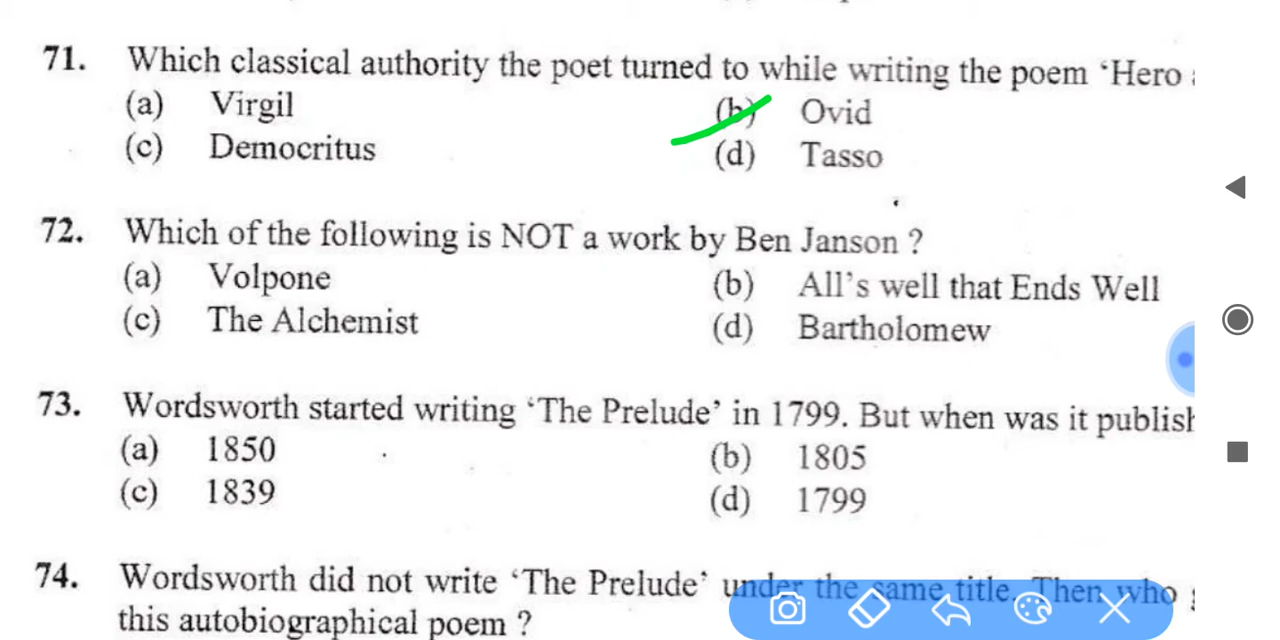 71. Which classical authority the poet turned to while writing the poem ‘Hero
(a) Virgil (b) Ovid
(c) Democritus (d) Tasso
72. Which of the following is NOT a work by Ben Janson ?
(a) Volpone (b) All’s well that Ends Well
(c) The Alchemist (d) Bartholomew
73. Wordsworth started writing ‘The Prelude’ in 1799. But when was it publish
(a) 1850 (b) 1805
(c) 1839 (d) 1799
74. Wordsworth did not write ‘The Prelude’ under the same title. Then who
this autobiographical poem ?